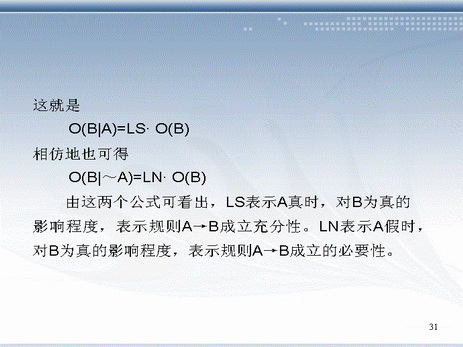 这就是
O(B|A)=LS· O(B)
相仿地也可得
O(B|～A)=LN· O(B)
由这两个公式可看出，LS表示A真时，对B为真的
影响程度，表示规则A→B成立充分性。LN表示A假时，
对B为真的影响程度，表示规则A→B成立的必要性。
31